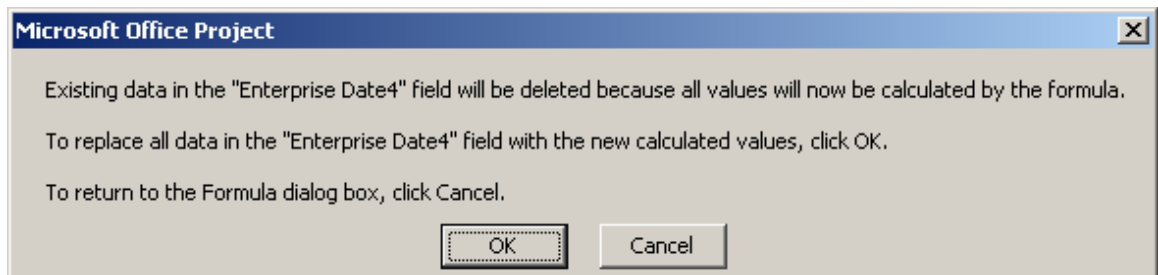 Microsoft Office Project
Existing data in the "Enterprise Date4" field will be deleted because all values will now be calculated by the formula.
To replace all data in the "Enterprise Date4" field with the new calculated values, click OK.
To return to the Formula dialog box, click Cancel.
OK
Cancel